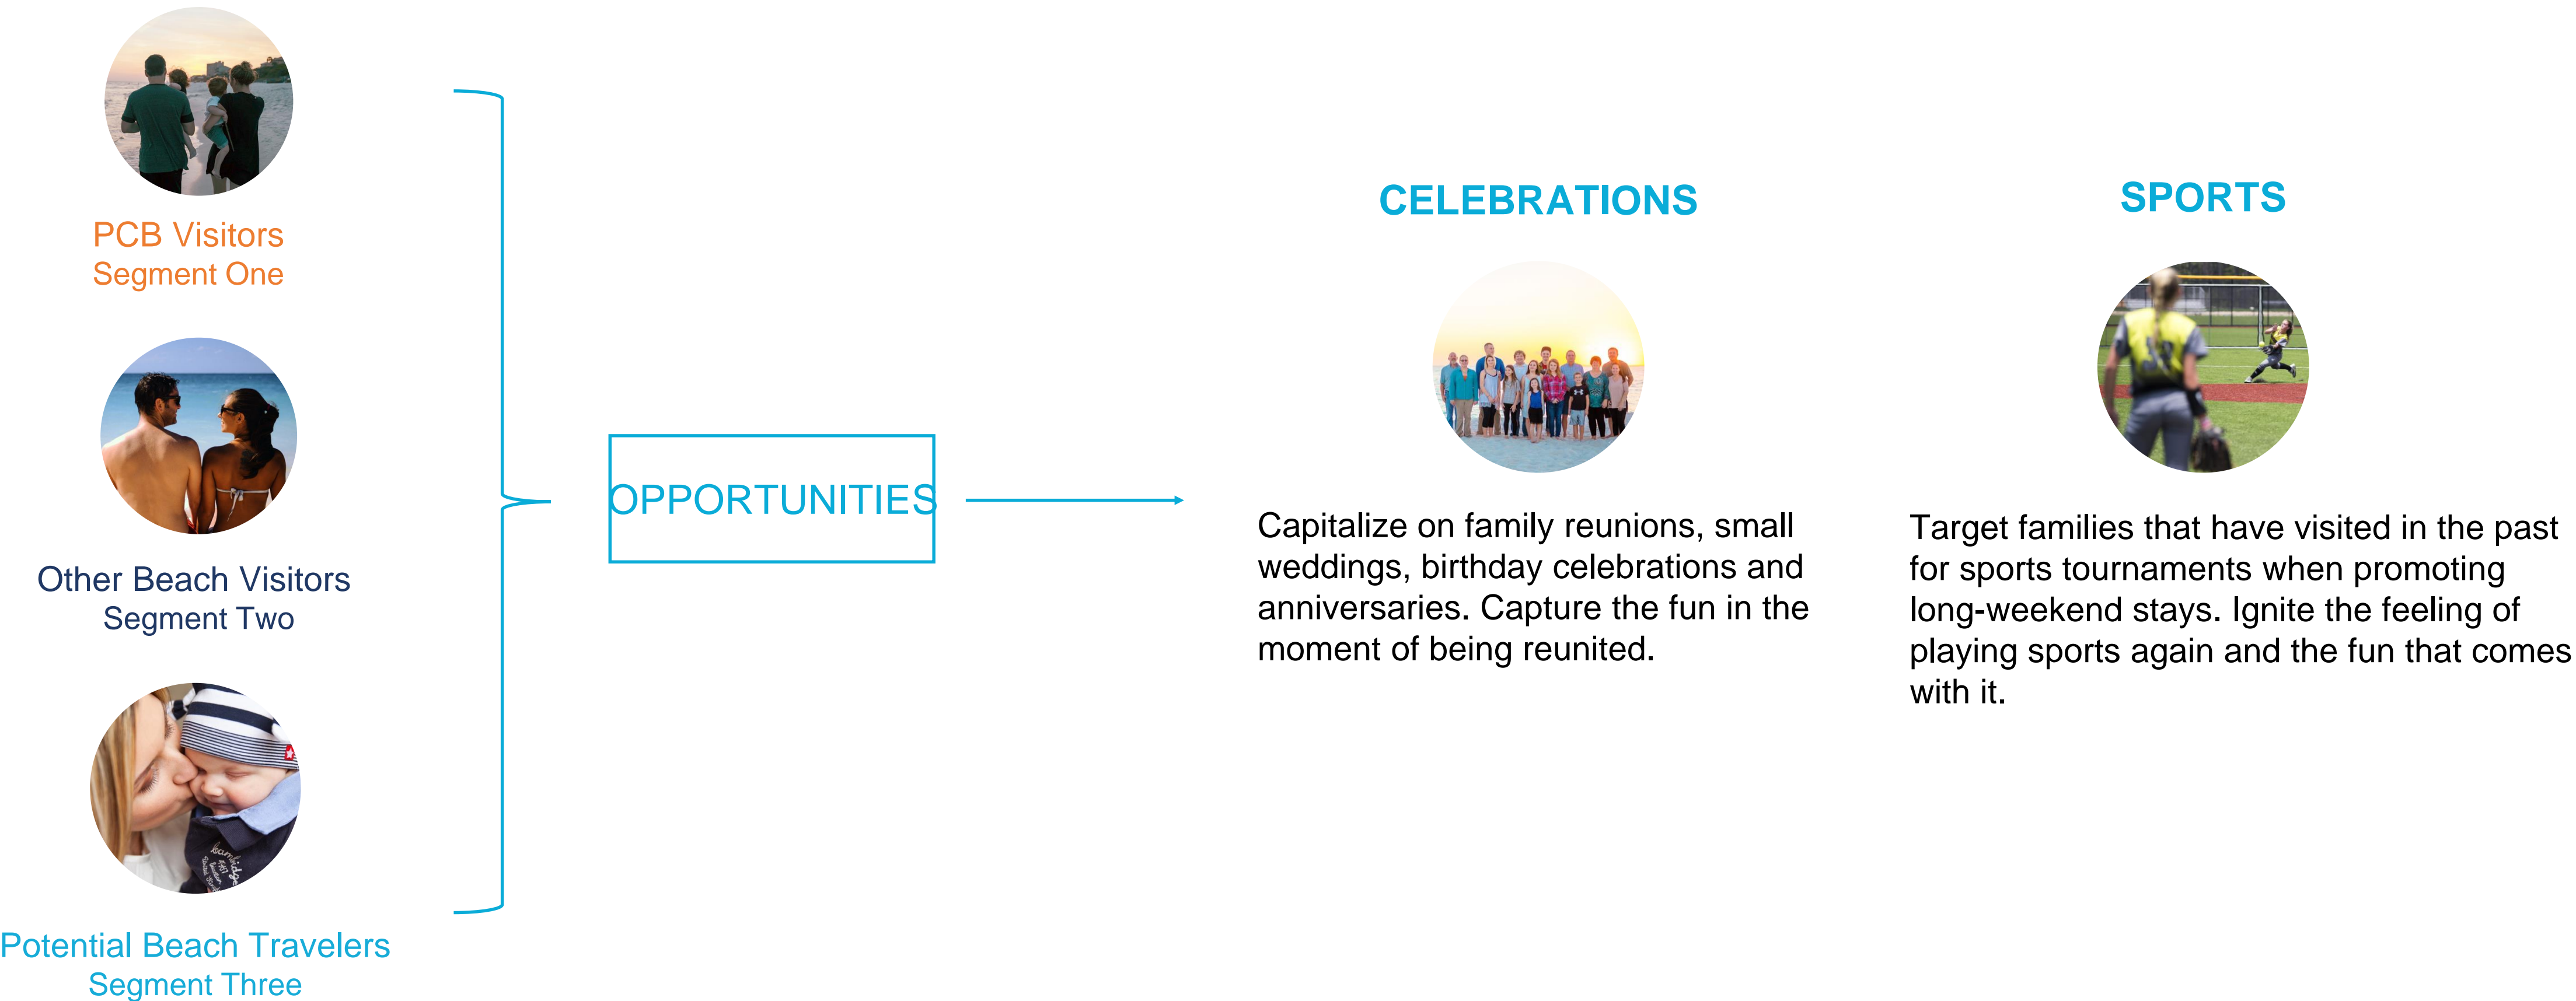 PCB Visitors
Segment One
Other Beach Visitors
Segment Two
Potential Beach Travelers
Segment Three
OPPORTUNITIES
CELEBRATIONS
Capitalize on family reunions, small
weddings, birthday celebrations and
anniversaries. Capture the fun in the
moment of being reunited.
SPORTS
Target families that have visited in the past
for sports tournaments when promoting
long-weekend stays. Ignite the feeling of
playing sports again and the fun that comes
with it.